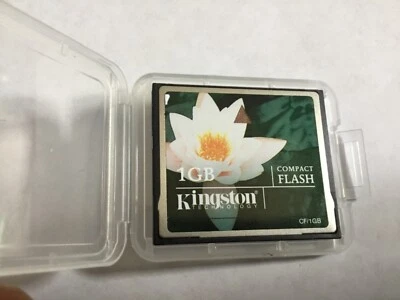 1GB
COMPACT
FLASH
Kingston
TECHNOLOGY
CF/1GB